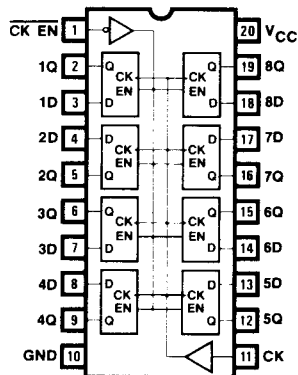 CK EN 1 20 VCC
1Q 2 Q CK EN CK EN Q 19 8Q
1D 3 D D 18 8D
2D 4 D CK EN CK EN D 17 7D
2Q 5 Q Q 16 7Q
3Q 6 Q CK EN CK EN Q 15 6Q
3D 7 D D 14 6D
4D 8 D CK EN CK EN D 13 5D
4Q 9 Q Q 12 5Q
GND 10 11 CK